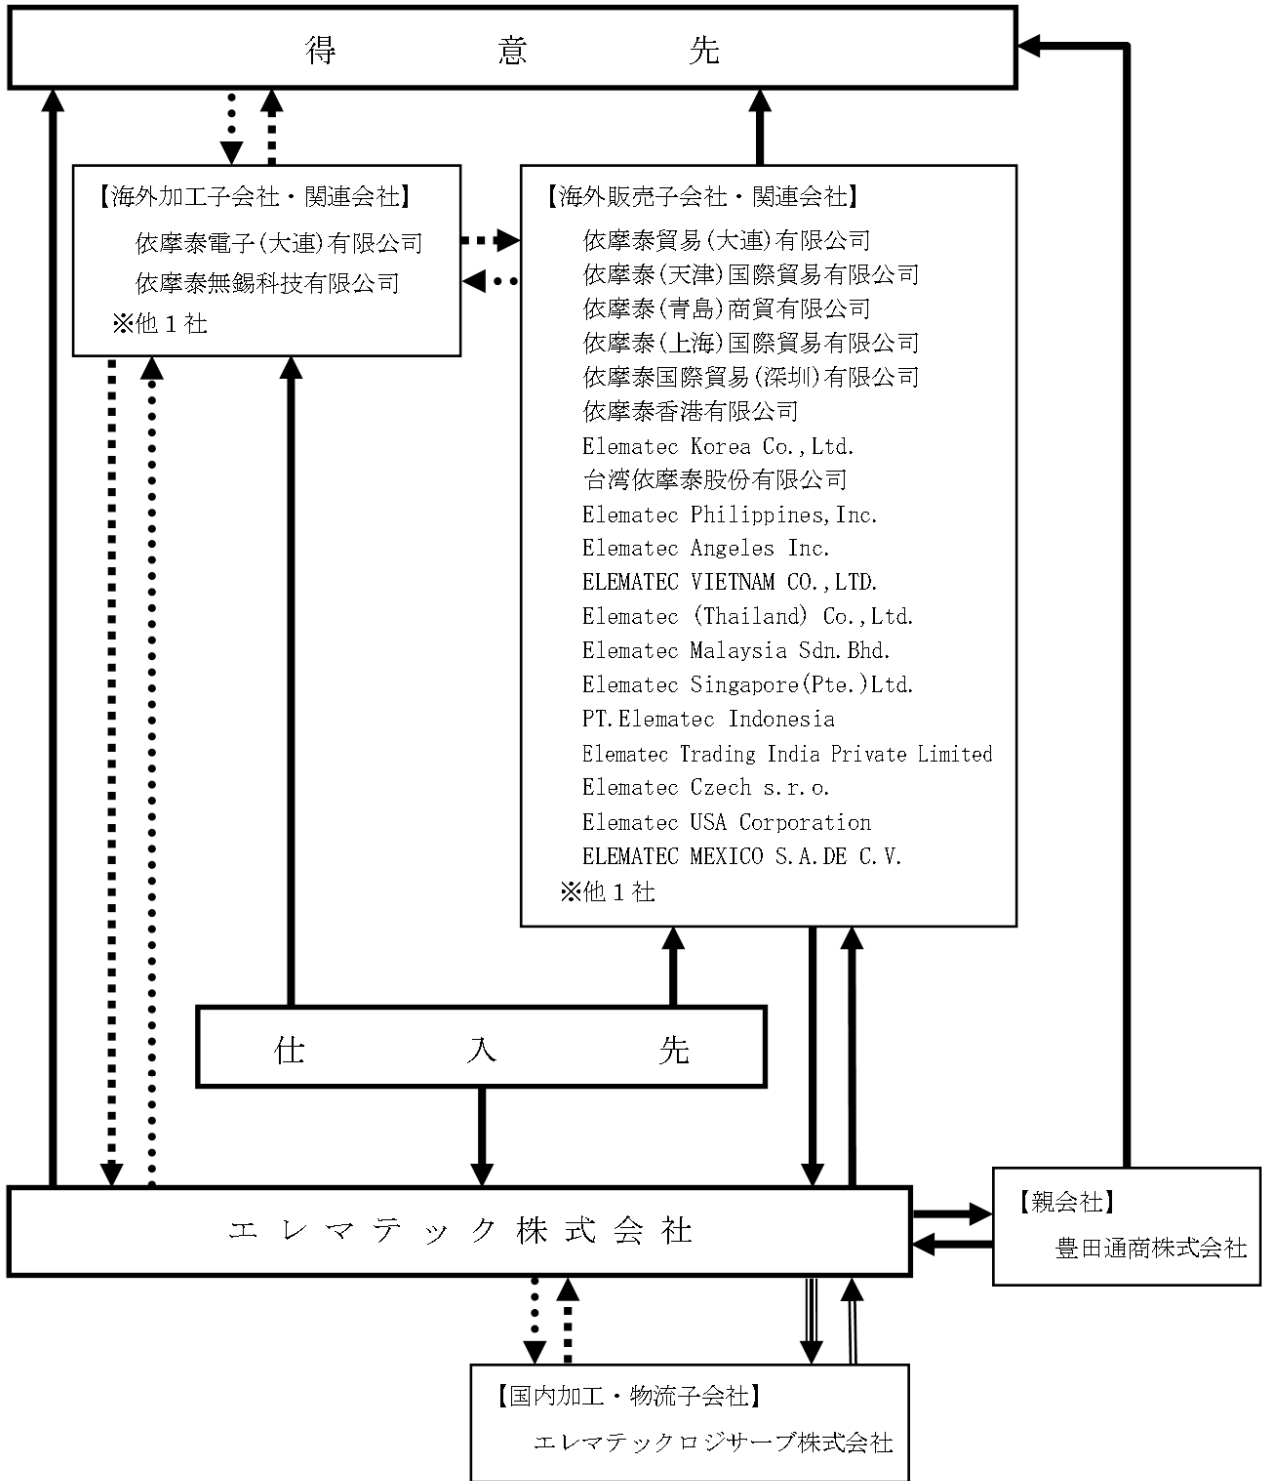 得意先
【海外加工子会社・関連会社】
依摩泰電子(大連)有限公司
依摩泰無錫科技有限公司
※他１社
【海外販売子会社・関連会社】
依摩泰貿易(大連)有限公司
依摩泰(天津)国際貿易有限公司
依摩泰(青島)商貿有限公司
依摩泰(上海)国際貿易有限公司
依摩泰国際貿易(深圳)有限公司
依摩泰香港有限公司
Elematec Korea Co.,Ltd.
台湾依摩泰股份有限公司
Elematec Philippines,Inc.
Elematec Angeles Inc.
ELEMATEC VIETNAM CO.,LTD.
Elematec (Thailand) Co.,Ltd.
Elematec Malaysia Sdn.Bhd.
Elematec Singapore(Pte.)Ltd.
PT.Elematec Indonesia
Elematec Trading India Private Limited
Elematec Czech s.r.o.
Elematec USA Corporation
ELEMATEC MEXICO S.A.DE C.V.
※他１社
仕入先
エレマテック株式会社
【親会社】
豊田通商株式会社
【国内加工・物流子会社】
エレマテックロジサーブ株式会社